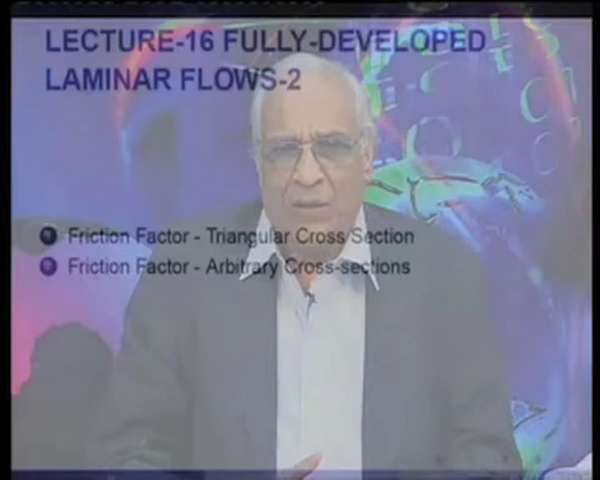 LECTURE-16 FULLY-DEVELOPED
LAMINAR FLOWS-2
Friction Factor - Triangular Cross Section
Friction Factor - Arbitrary Cross-sections